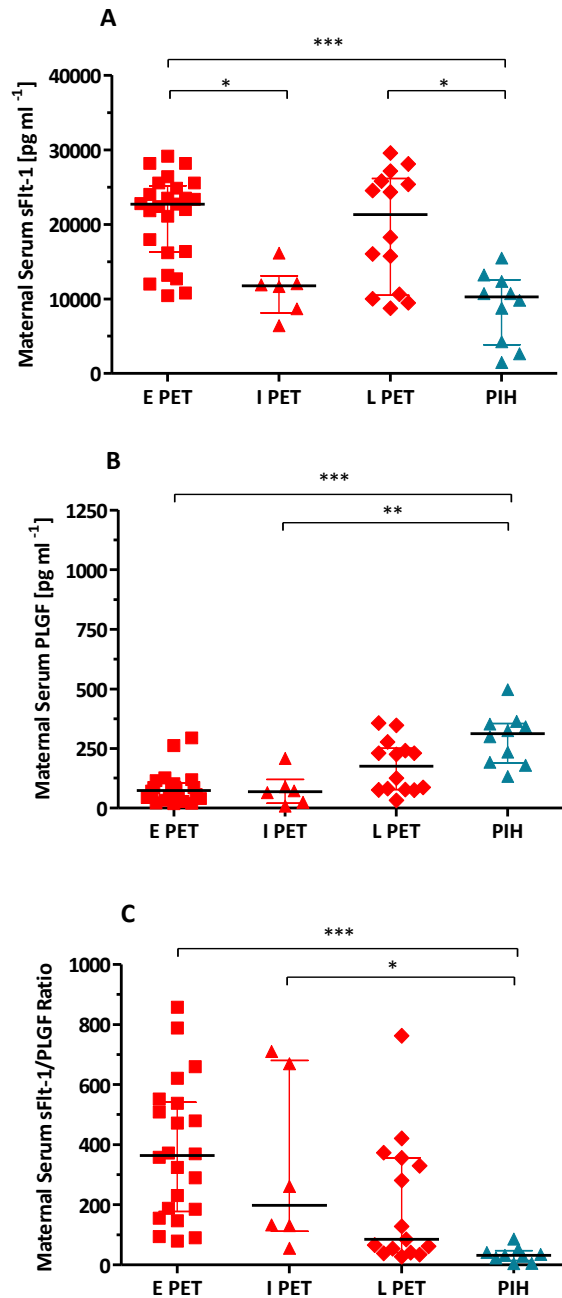 A
***
*
*
Maternal Serum sFlt-1 [pg ml ⁻¹]
40000
30000
20000
10000
0
E PET
I PET
L PET
PIH
B
***
**
Maternal Serum PLGF [pg ml ⁻¹]
1250
1000
750
500
250
0
E PET
I PET
L PET
PIH
C
***
*
Maternal Serum sFlt-1/PLGF Ratio
1000
800
600
400
200
0
E PET
I PET
L PET
PIH